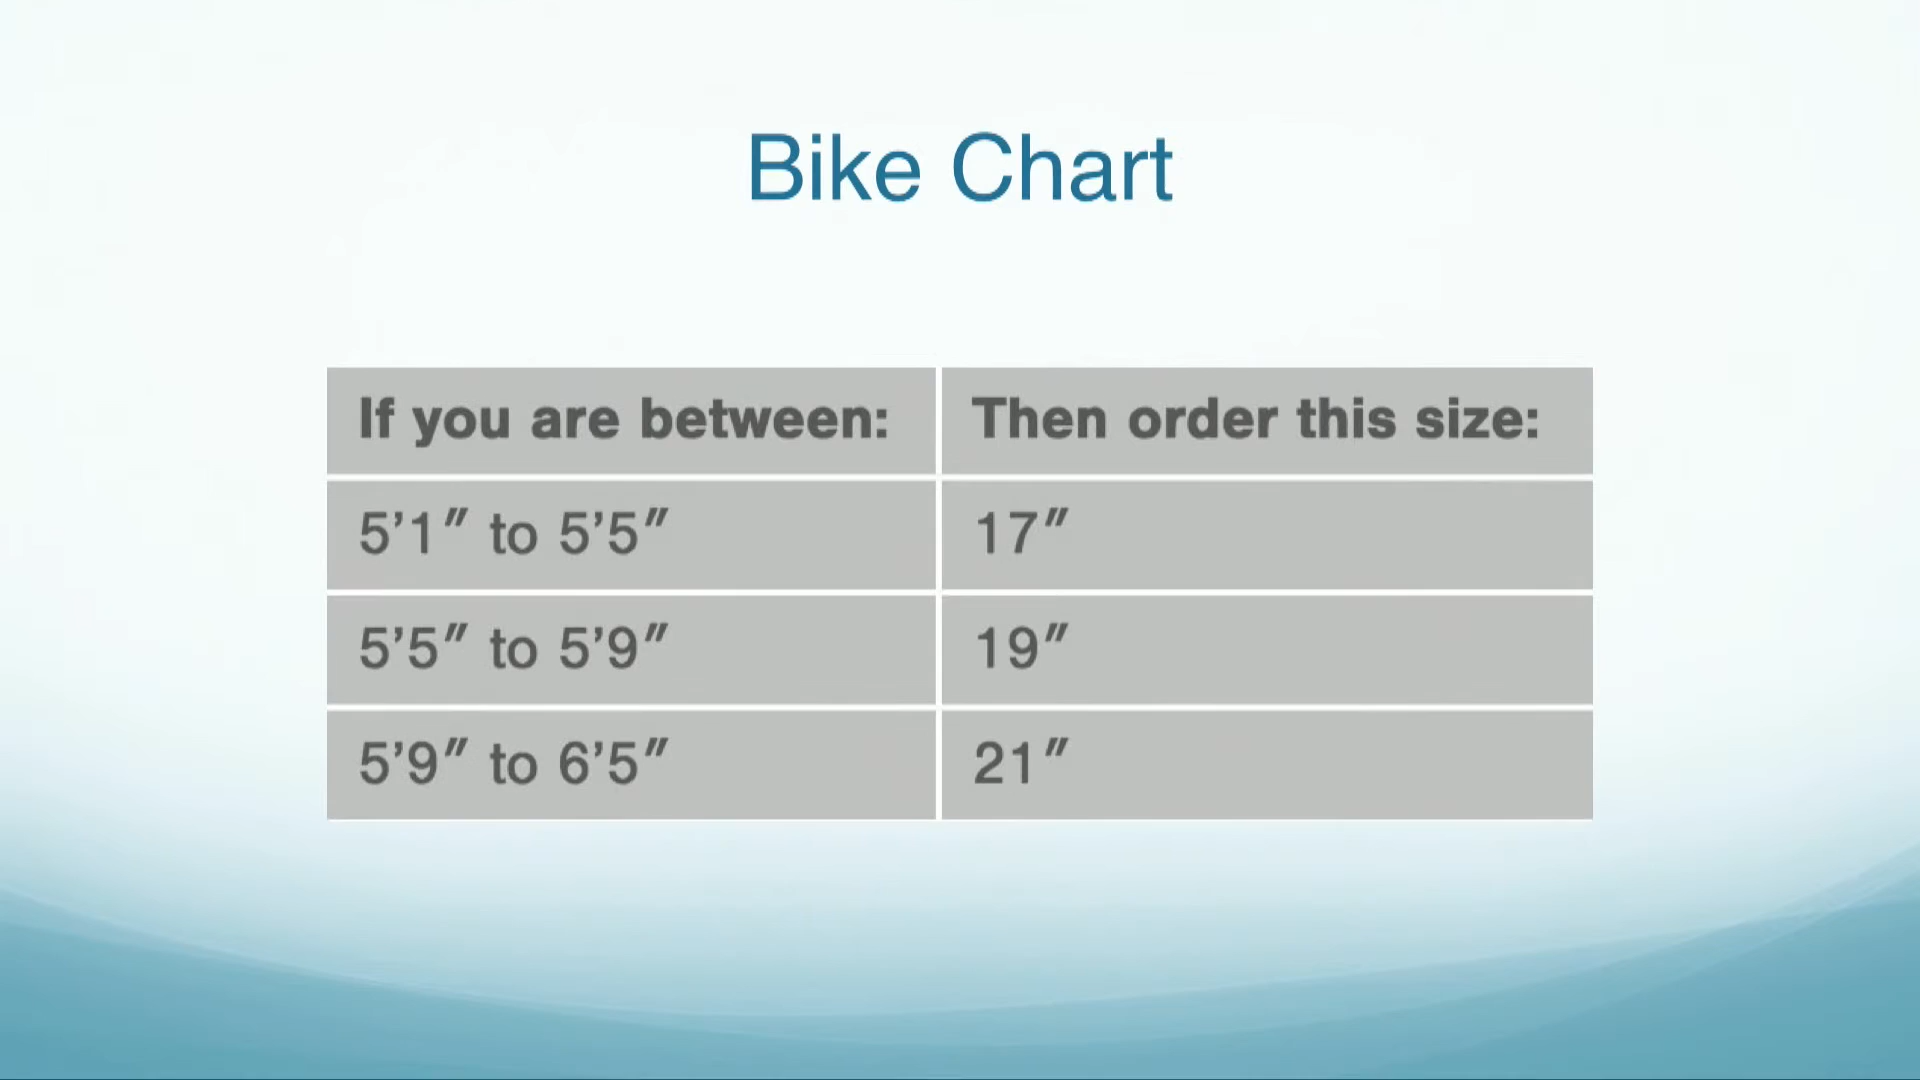 Bike Chart
If you are between: Then order this size:
5’1″ to 5’5″ 17″
5’5″ to 5’9″ 19″
5’9″ to 6’5″ 21″